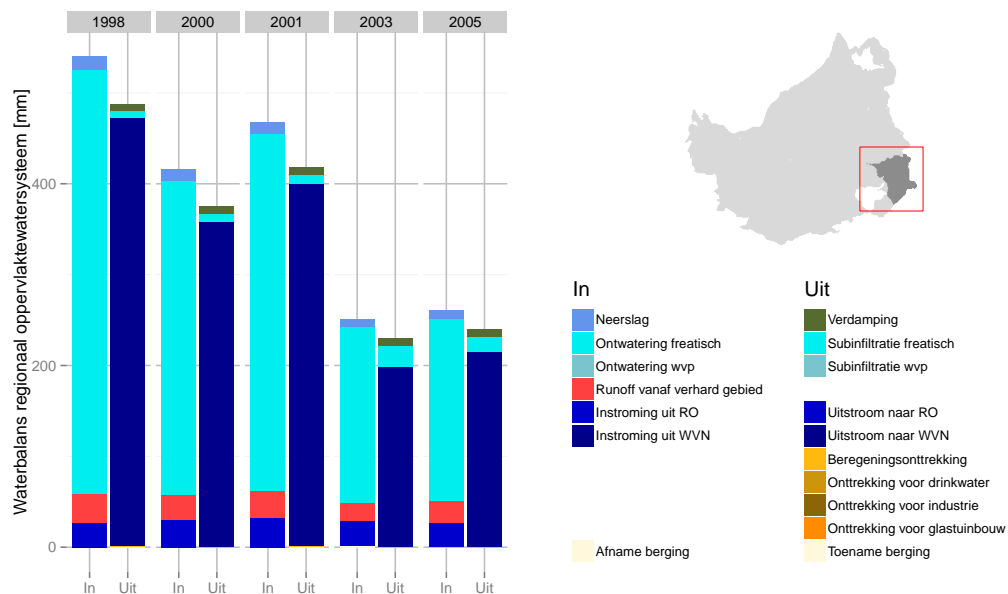 1998 2000 2001 2003 2005
Waterbalans regionaal oppervlaktewatersysteem [mm]
400
200
0
In Uit In Uit In Uit In Uit In Uit
In
Neerslag
Ontwatering freatisch
Ontwatering wvp
Runoff vanaf verhard gebied
Instroming uit RO
Instroming uit WVN
Afname berging
Uit
Verdamping
Subinfiltratie freatisch
Subinfiltratie wvp
Uitstroom naar RO
Uitstroom naar WVN
Beregeningsonttrekking
Onttrekking voor drinkwater
Onttrekking voor industrie
Onttrekking voor glastuinbouw
Toename berging